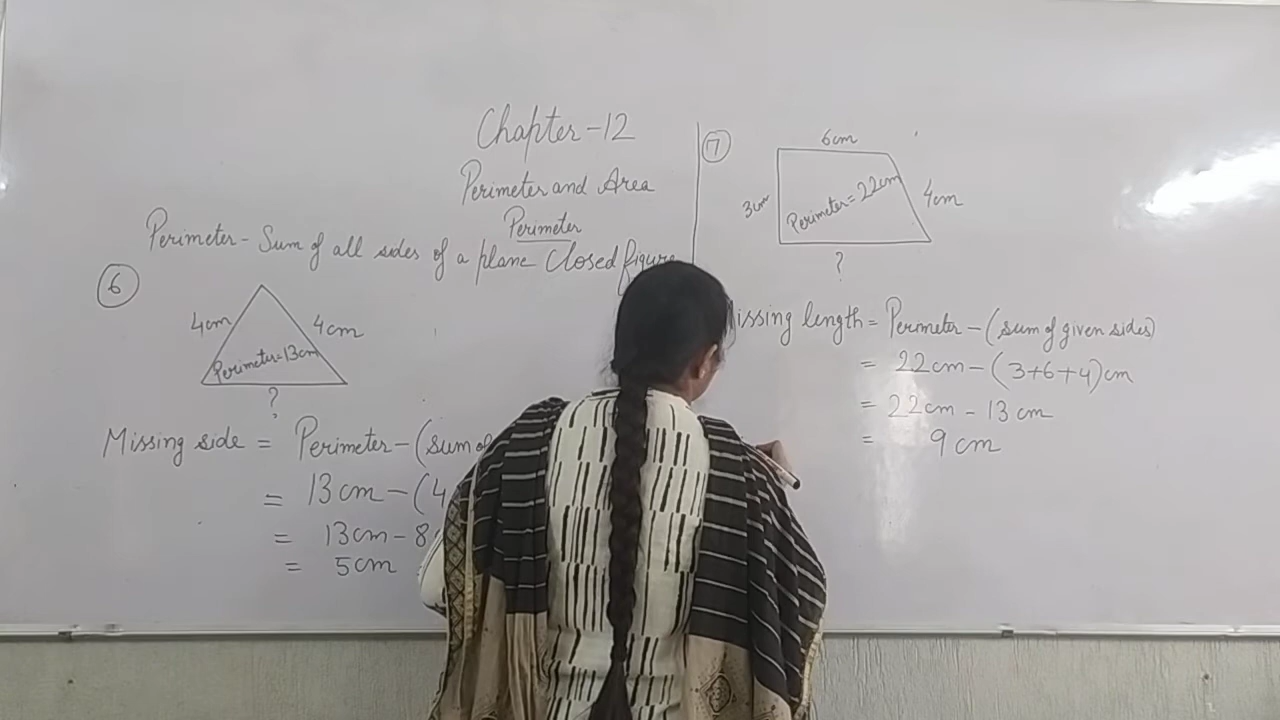 Chapter-12
Perimeter and Area
Perimeter
Perimeter - Sum of all sides of a plane Closed figure
6
4cm
4cm
Perimeter=13cm
?
Missing side = Perimeter-(sum of
= 13cm-(4
= 13cm-8
= 5cm
7
6cm
3cm
Perimeter=22cm
4cm
?
issing length = Perimeter-(sum of given sides)
= 22cm-(3+6+4)cm
= 22cm-13cm
= 9cm